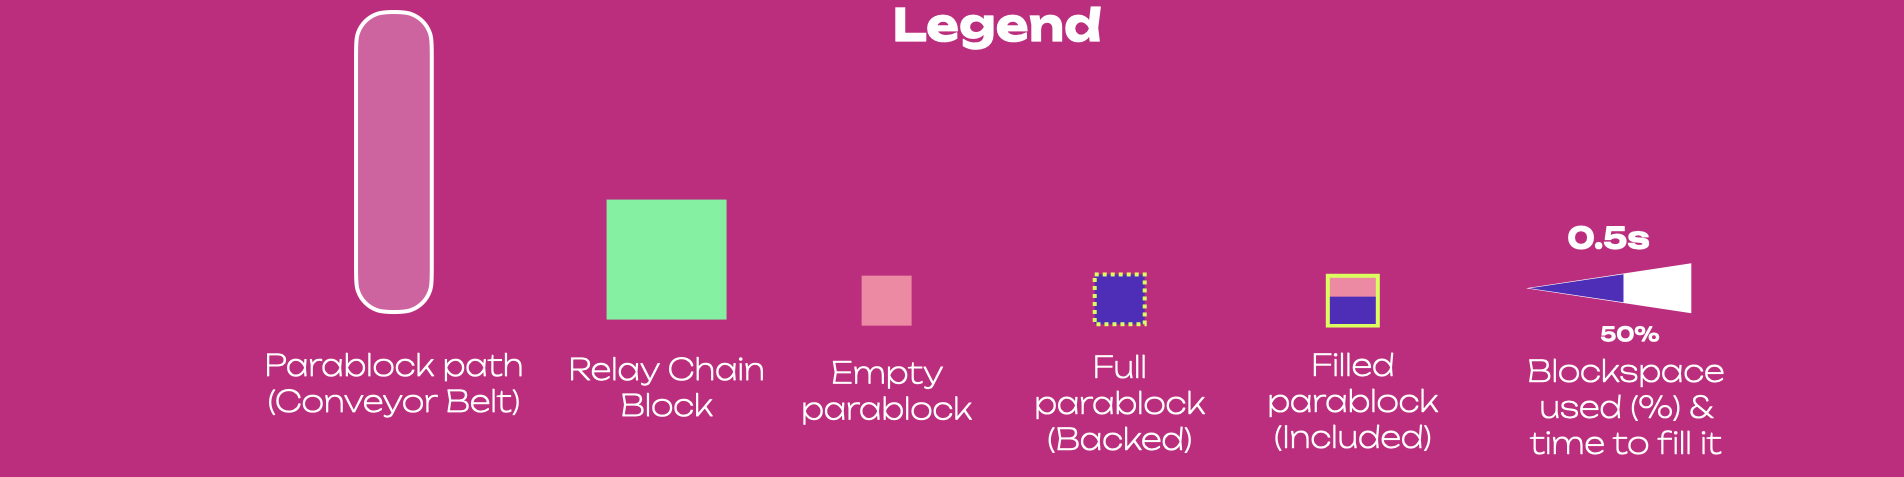 Legend
Parablock path
(Conveyor Belt)
Relay Chain
Block
Empty
parablock
Full
parablock
(Backed)
Filled
parablock
(Included)
0.5s
50%
Blockspace
used (%) &
time to fill it